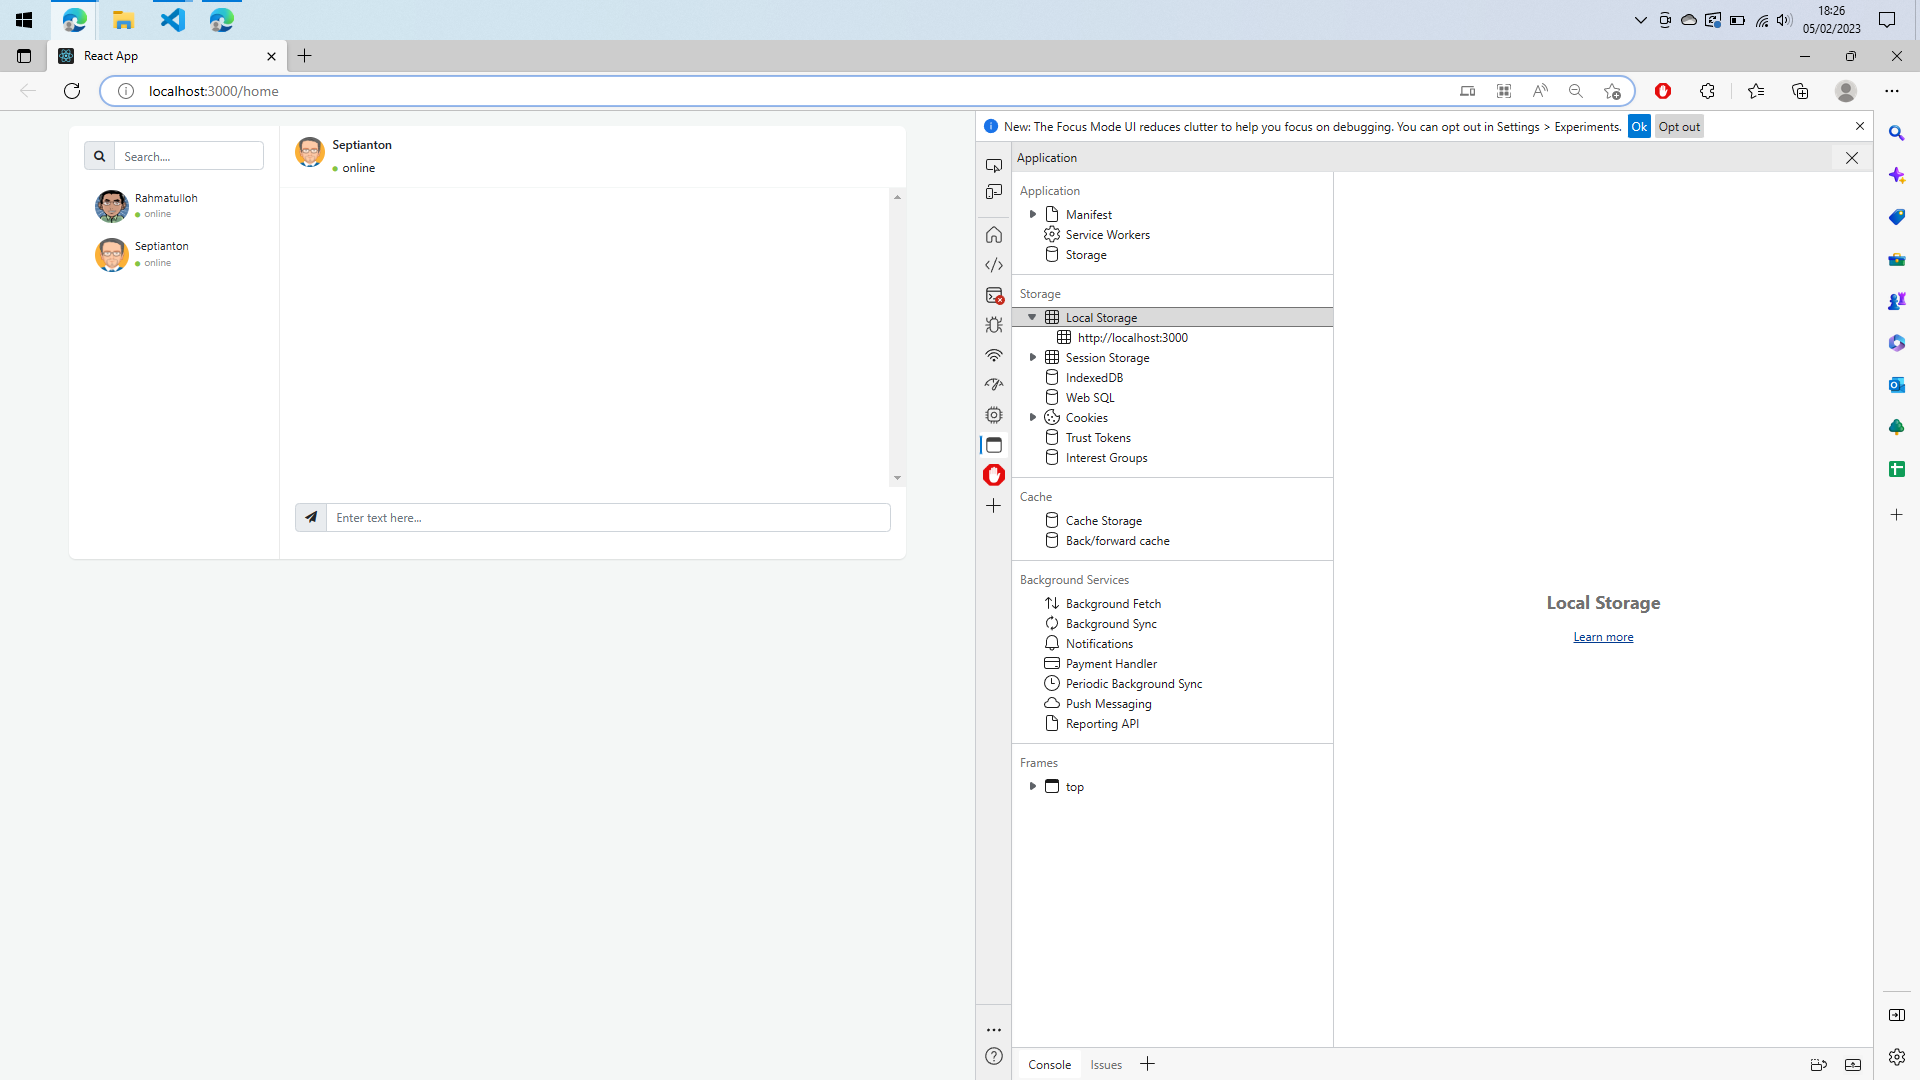 18:26
05/02/2023
React App
localhost:3000/home
Search....
Rahmatulloh
online
Septianton
online
Septianton
online
Enter text here...
New: The Focus Mode UI reduces clutter to help you focus on debugging. You can opt out in Settings > Experiments.
Ok
Opt out
Application
Application
Manifest
Service Workers
Storage
Storage
Local Storage
http://localhost:3000
Session Storage
IndexedDB
Web SQL
Cookies
Trust Tokens
Interest Groups
Cache
Cache Storage
Back/forward cache
Background Services
Background Fetch
Background Sync
Notifications
Payment Handler
Periodic Background Sync
Push Messaging
Reporting API
Frames
top
Local Storage
Learn more
Console
Issues